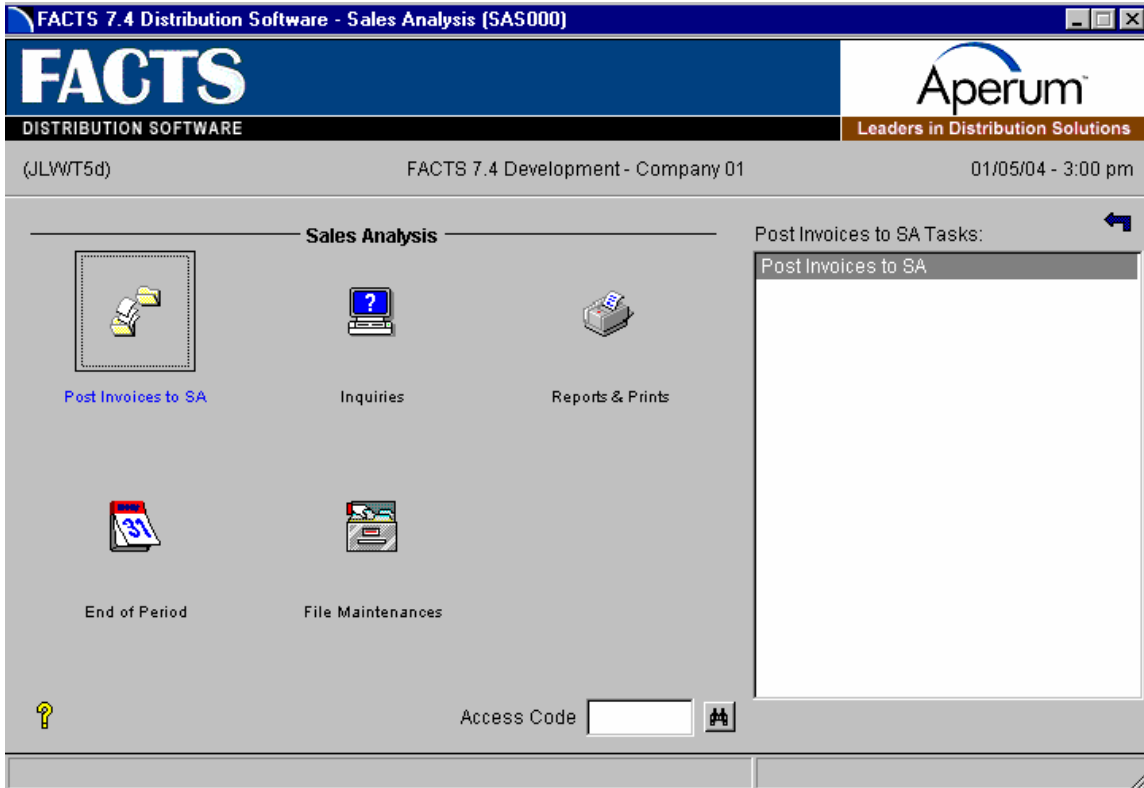 FACTS 7.4 Distribution Software - Sales Analysis (SAS000)
FACTS
DISTRIBUTION SOFTWARE
Aperum™
Leaders in Distribution Solutions
(JLW/T5d)
FACTS 7.4 Development - Company 01
01/05/04 - 3:00 pm
Sales Analysis
Post Invoices to SA
Inquiries
Reports & Prints
31
End of Period
File Maintenances
Access Code
Post Invoices to SA Tasks:
Post Invoices to SA